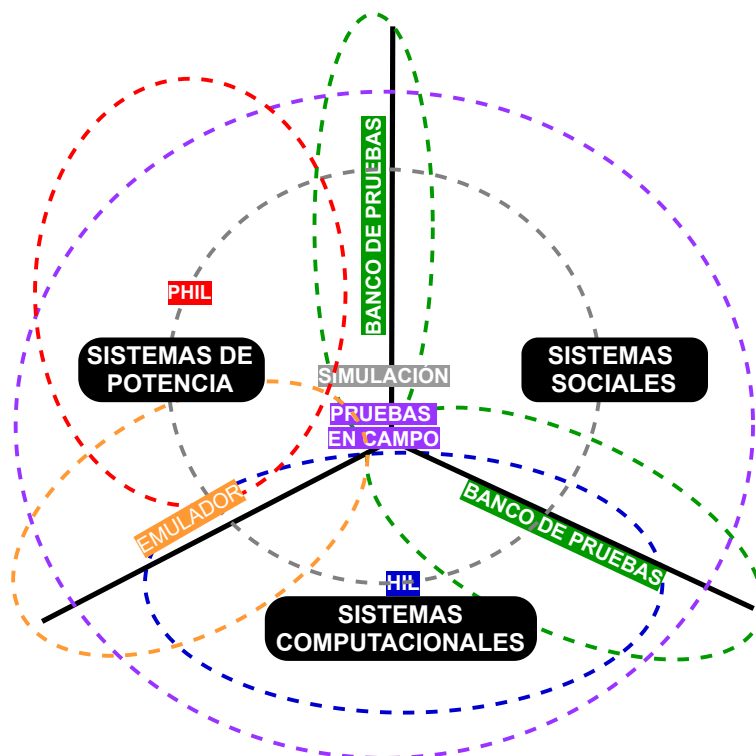 BANCO DE PRUEBAS
PHIL
SISTEMAS DE
POTENCIA
SISTEMAS
SOCIALES
SIMULACIÓN
PRUEBAS
EN CAMPO
EMULADOR
BANCO DE PRUEBAS
HIL
SISTEMAS
COMPUTACIONALES